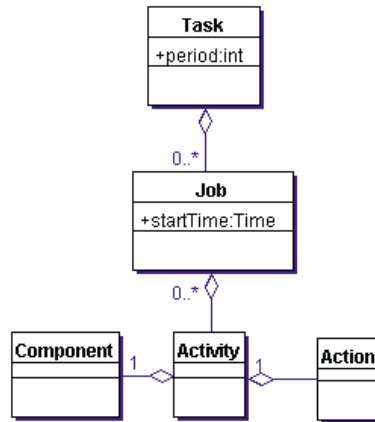 Task
+period:int
0..*
Job
+startTime:Time
0..*
Component
1
Activity
1
Action